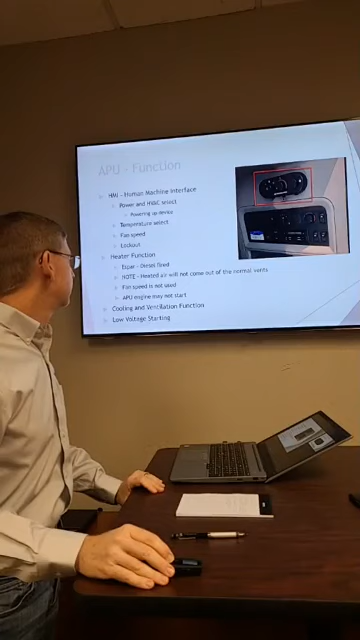 APU - Function
HMI - Human Machine Interface
Power and HVAC select
Powering up device
Temperature select
Fan speed
Lockout
Heater Function
Espar - Diesel fired
NOTE - Heated air will not come out of the normal vents
Fan speed is not used
APU engine may not start
Cooling and Ventilation Function
Low Voltage Starting